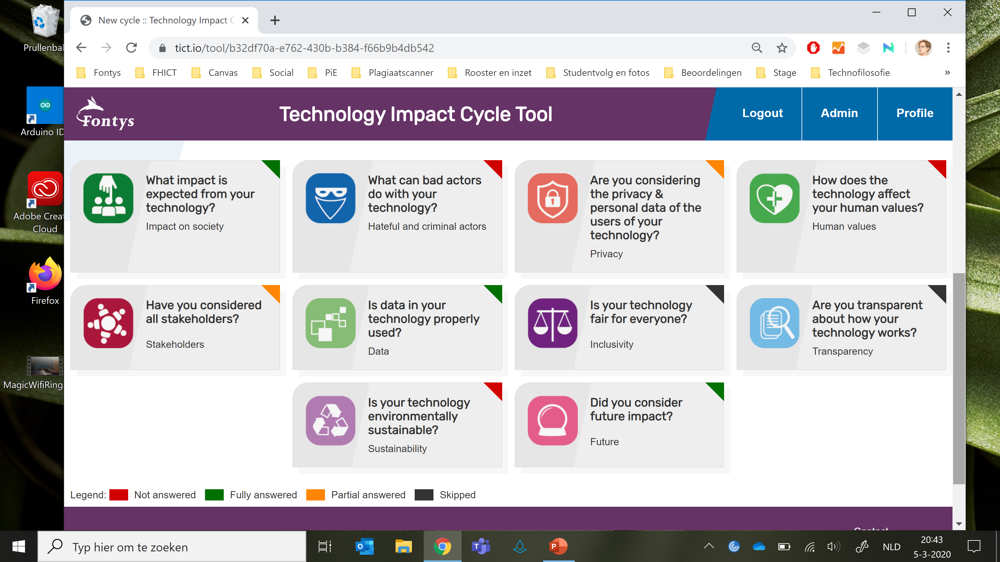 Prullenbak
Arduino ID
Adobe Creat
Cloud
Firefox
MagicWifiRing
New cycle :: Technology Impact C
tict.io/tool/b32df70a-e762-430b-b384-f66b9b4db542
Fontys
FHICT
Canvas
Social
PiE
Plagiaatscanner
Rooster en inzet
Studentvolg en fotos
Beoordelingen
Stage
Technofilosofie
»
Fontys
Technology Impact Cycle Tool
Logout
Admin
Profile
What impact is
expected from your
technology?
Impact on society
What can bad actors
do with your
technology?
Hateful and criminal actors
Are you considering
the privacy &
personal data of the
users of your
technology?
Privacy
How does the
technology affect
your human values?
Human values
Have you considered
all stakeholders?
Stakeholders
Is data in your
technology properly
used?
Data
Is your technology
fair for everyone?
Inclusivity
Are you transparent
about how your
technology works?
Transparency
Is your technology
environmentally
sustainable?
Sustainability
Did you consider
future impact?
Future
Legend: Not answered Fully answered Partial answered Skipped
Contact
Typ hier om te zoeken
NLD
20:43
5-3-2020